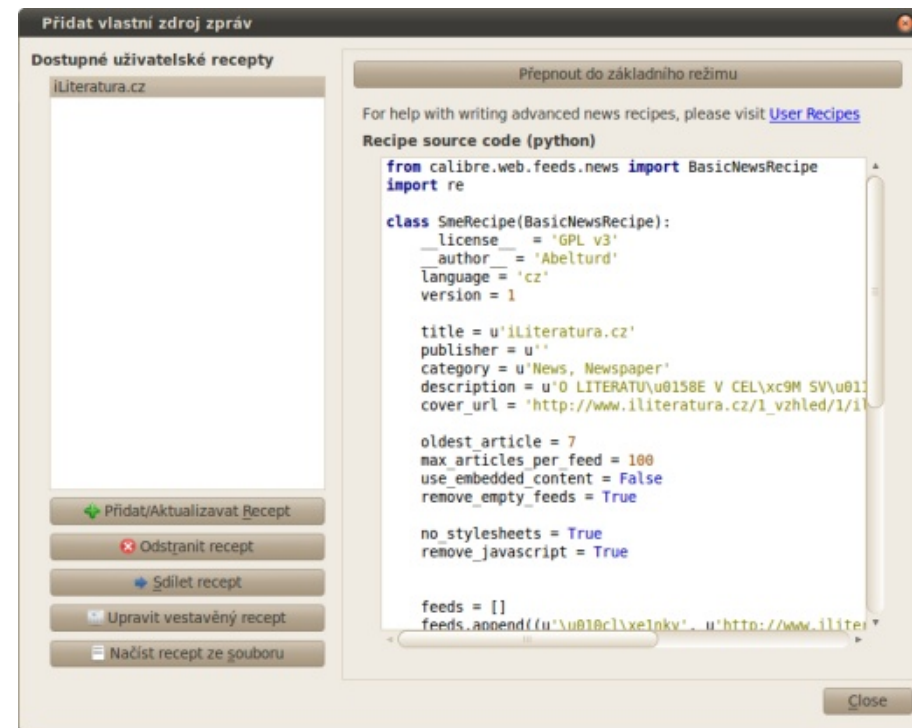 Přidat vlastní zdroj zpráv
Dostupné uživatelské recepty
iLiteratura.cz
Přidat/Aktualizavat Recept
Odstranit recept
Sdílet recept
Upravit vestavěný recept
Načíst recept ze souboru
Přepnout do základního režimu
For help with writing advanced news recipes, please visit User Recipes
Recipe source code (python)
from calibre.web.feeds.news import BasicNewsRecipe
import re
class SmeRecipe(BasicNewsRecipe):
__license__ = 'GPL v3'
__author__ = 'Abelturd'
language = 'cz'
version = 1
title = u'iLiteratura.cz'
publisher = u''
category = u'News, Newspaper'
description = u'O LITERATU\u0158E V CEL\xc9M SV\u011
cover_url = 'http://www.iliteratura.cz/1_vzhled/1/il
oldest_article = 7
max_articles_per_feed = 100
use_embedded_content = False
remove_empty_feeds = True
no_stylesheets = True
remove_javascript = True
feeds = []
feeds.append((u'\u010cl\xe1nky', u'http://www.iliter
Close